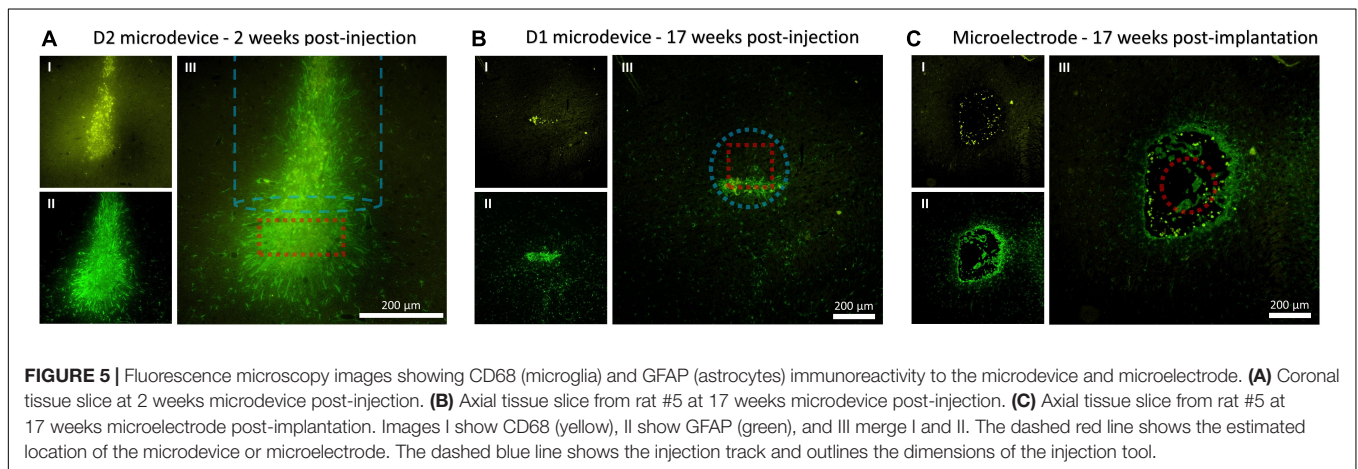 A D2 microdevice - 2 weeks post-injection
B D1 microdevice - 17 weeks post-injection
C Microelectrode - 17 weeks post-implantation
I
III
I
III
I
III
II
II
II
200 μm
200 μm
200 μm
FIGURE 5 | Fluorescence microscopy images showing CD68 (microglia) and GFAP (astrocytes) immunoreactivity to the microdevice and microelectrode. (A) Coronal
tissue slice at 2 weeks microdevice post-injection. (B) Axial tissue slice from rat #5 at 17 weeks microdevice post-injection. (C) Axial tissue slice from rat #5 at
17 weeks microelectrode post-implantation. Images I show CD68 (yellow), II show GFAP (green), and III merge I and II. The dashed red line shows the estimated
location of the microdevice or microelectrode. The dashed blue line shows the injection track and outlines the dimensions of the injection tool.